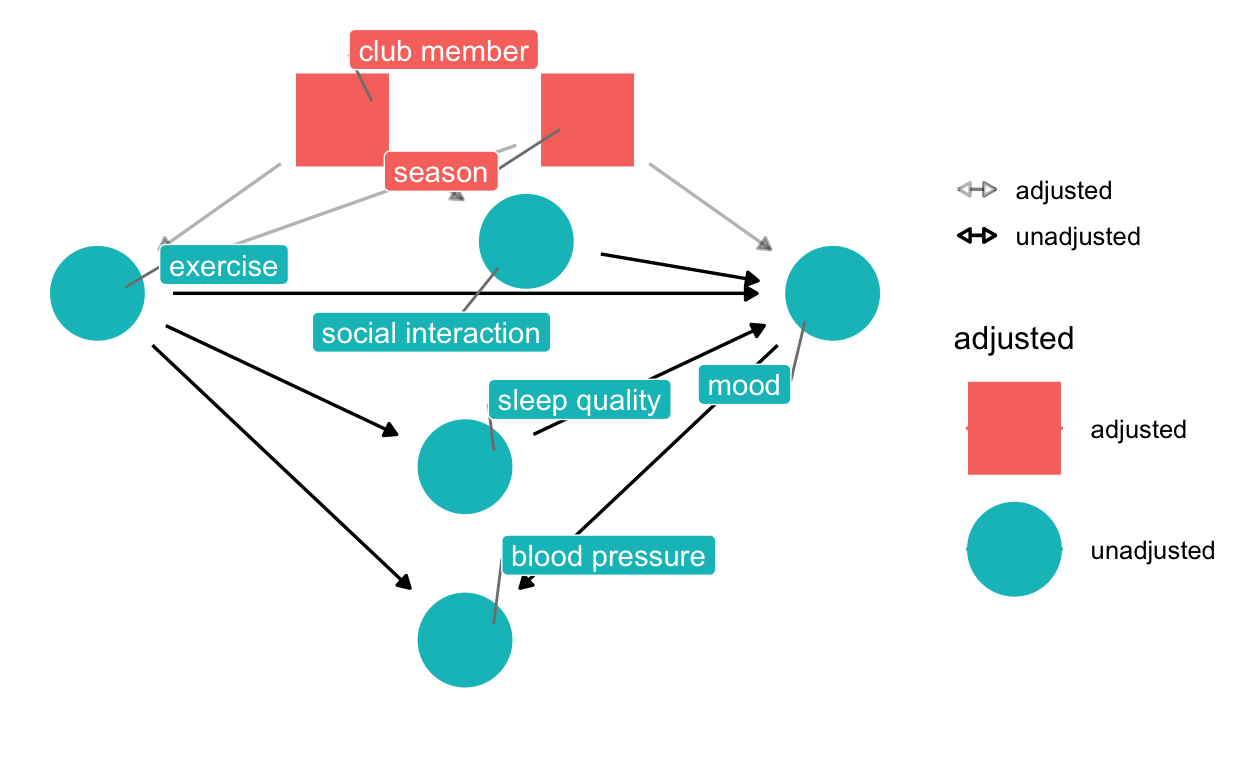 club member
season
exercise
social interaction
sleep quality
mood
blood pressure
adjusted
unadjusted
adjusted
adjusted
unadjusted